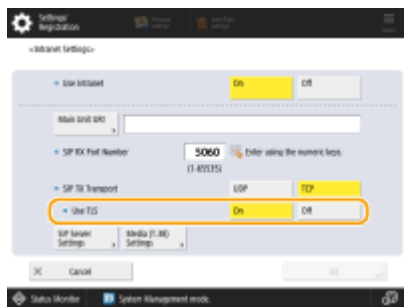 Settings/
Registration
<Intranet Settings>
Use Intranet
On
Off
Main Unit URI
SIP RX Port Number
5060
Enter using the numeric keys.
(1-65535)
SIP TX Transport
UDP
TCP
Use TLS
On
Off
SIP Server
Settings
Media (T.38)
Settings
Cancel
OK
Status Monitor
System Management mode.